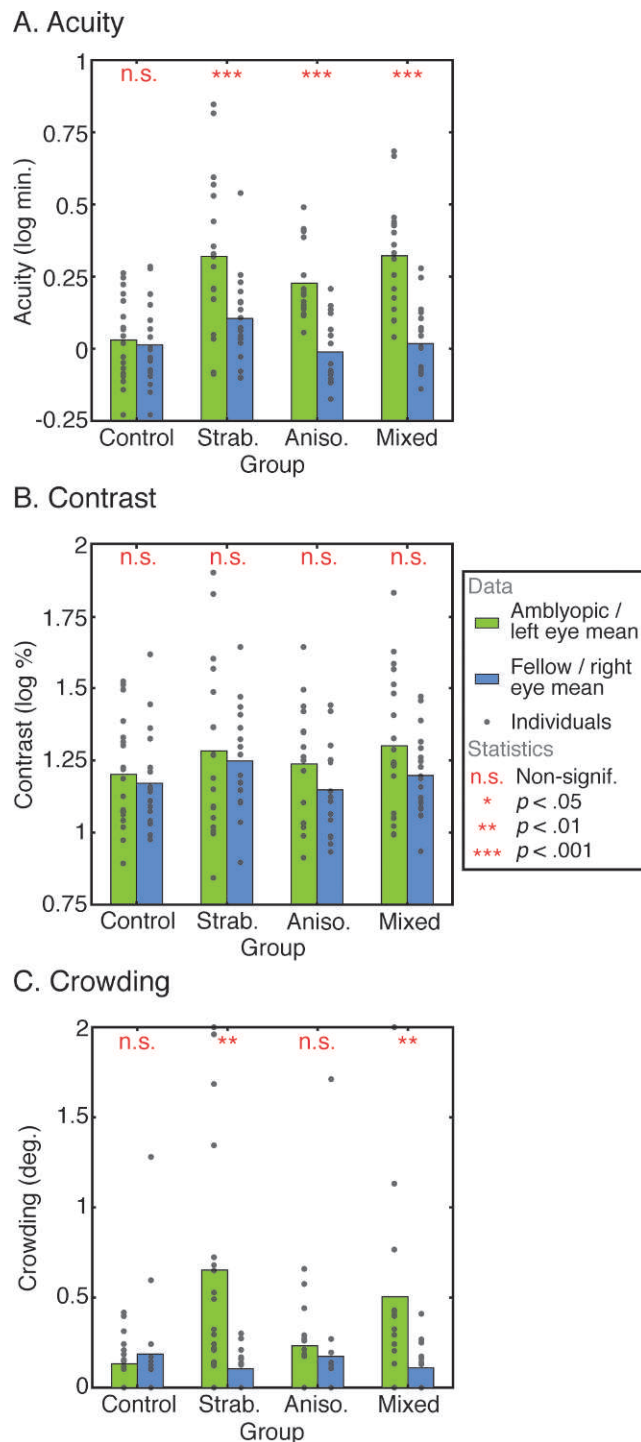 A. Acuity
1
n.s. *** *** ***
0.75
0.5
0.25
0
-0.25
Acuity (log min.)
Control Strab. Aniso. Mixed
Group
B. Contrast
2
n.s. n.s. n.s. n.s.
1.75
1.5
1.25
1
0.75
Contrast (log %)
Control Strab. Aniso. Mixed
Group
Data
Amblyopic /
left eye mean
Fellow / right
eye mean
Individuals
Statistics
n.s. Non-signif.
* p < .05
** p < .01
*** p < .001
C. Crowding
2
n.s. ** n.s. **
1.5
1
0.5
0
Crowding (deg.)
Control Strab. Aniso. Mixed
Group